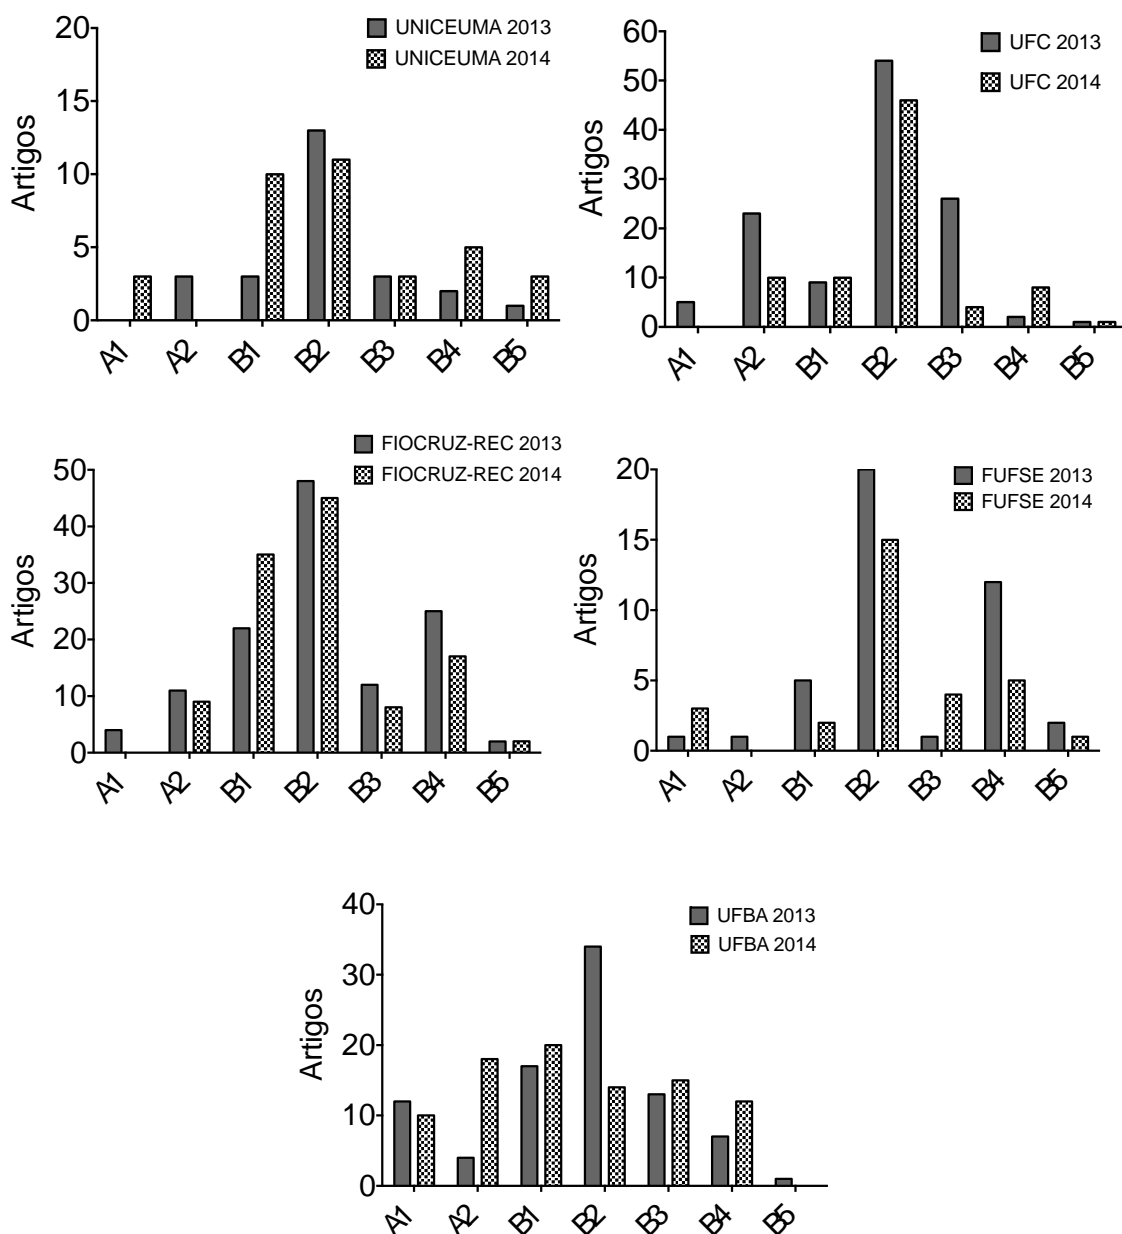 UNICEUMA 2013
UNICEUMA 2014
Artigos
20
15
10
5
0
A1 A2 B1 B2 B3 B4 B5
UFC 2013
UFC 2014
Artigos
60
50
40
30
20
10
0
A1 A2 B1 B2 B3 B4 B5
FIOCRUZ-REC 2013
FIOCRUZ-REC 2014
Artigos
50
40
30
20
10
0
A1 A2 B1 B2 B3 B4 B5
FUFSE 2013
FUFSE 2014
Artigos
20
15
10
5
0
A1 A2 B1 B2 B3 B4 B5
UFBA 2013
UFBA 2014
Artigos
40
30
20
10
0
A1 A2 B1 B2 B3 B4 B5